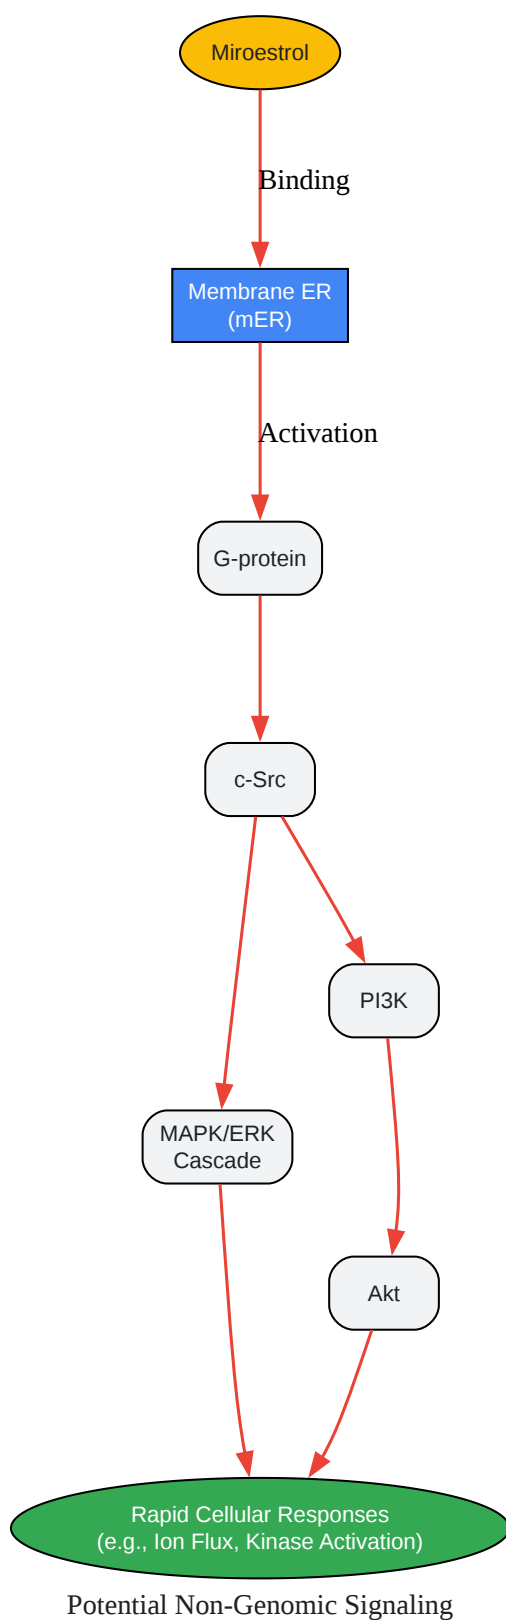 Miroestrol
Binding
Membrane ER
(mER)
Activation
G-protein
c-Src
PI3K
MAPK/ERK
Cascade
Akt
Rapid Cellular Responses
(e.g., Ion Flux, Kinase Activation)
Potential Non-Genomic Signaling